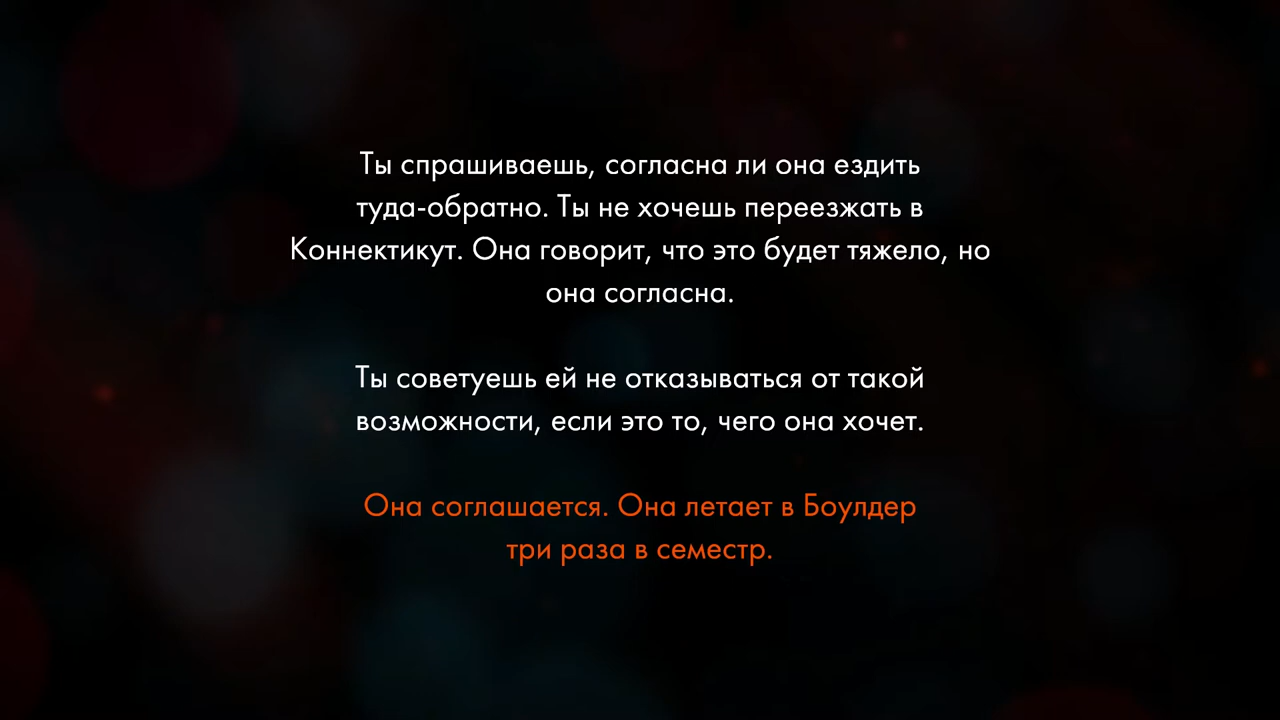 Ты спрашиваешь, согласна ли она ездить
туда-обратно. Ты не хочешь переезжать в
Коннектикут. Она говорит, что это будет тяжело, но
она согласна.
Ты советуешь ей не отказываться от такой
возможности, если это то, чего она хочет.
Она соглашается. Она летает в Боулдер
три раза в семестр.